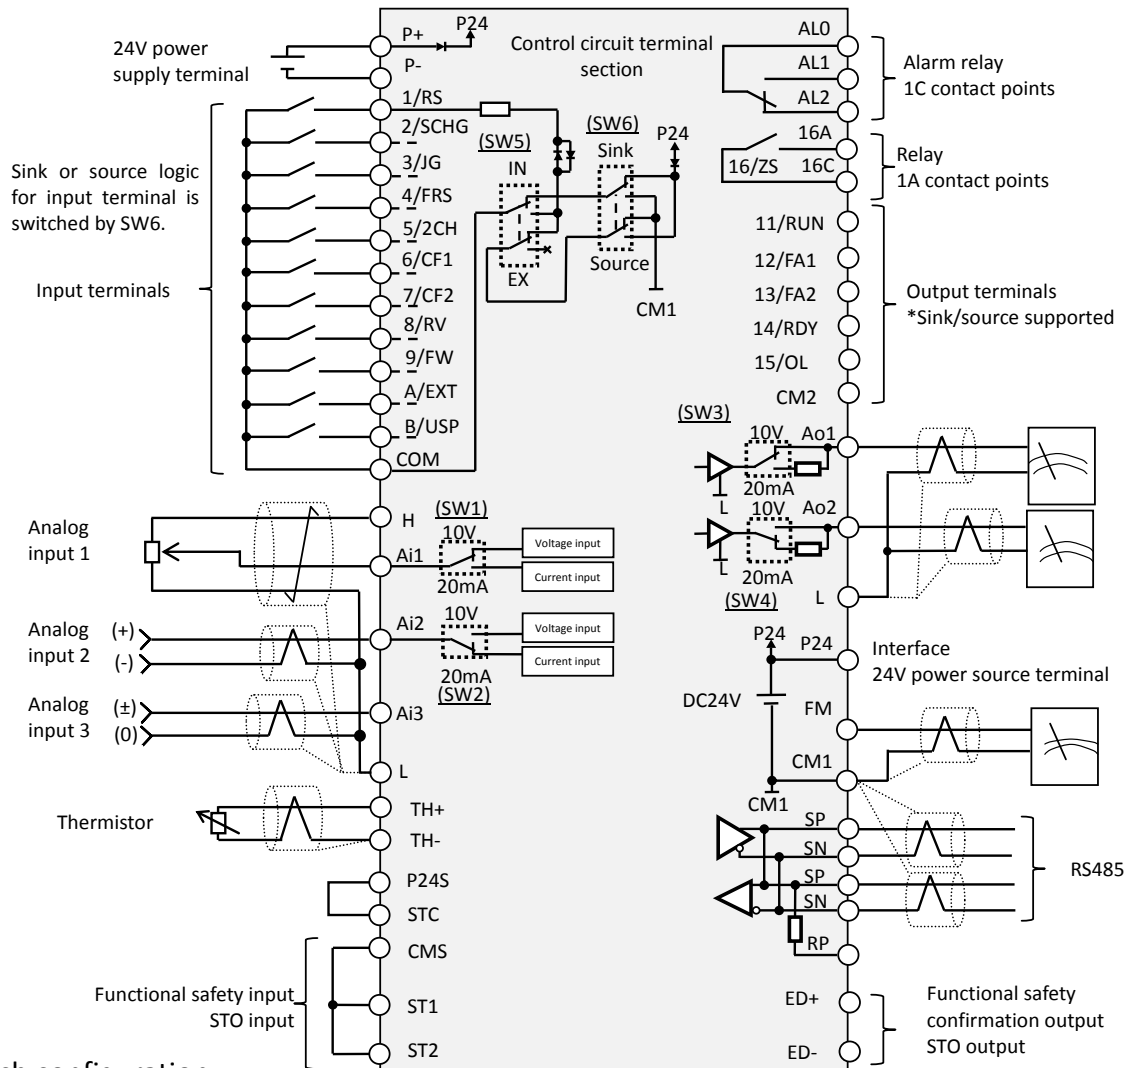 24V power
supply terminal
Sink or source logic
for input terminal is
switched by SW6.
Input terminals
Analog
input 1
Analog
input 2
(+)
(-)
Analog
input 3
(±)
(0)
Thermistor
Functional safety input
STO input
P+
P24
P-
1/RS
2/SCHG
3/JG
4/FRS
5/2CH
6/CF1
7/CF2
8/RV
9/FW
A/EXT
B/USP
COM
Control circuit terminal
section
(SW5)
IN
EX
(SW6)
Sink
Source
P24
CM1
H
Ai1
(SW1)
10V
20mA
Voltage input
Current input
Ai2
10V
20mA
(SW2)
Voltage input
Current input
Ai3
L
TH+
TH-
P24S
STC
CMS
ST1
ST2
AL0
AL1
AL2
Alarm relay
1C contact points
16A
16/ZS
16C
Relay
1A contact points
11/RUN
12/FA1
13/FA2
14/RDY
15/OL
CM2
Output terminals
*Sink/source supported
(SW3)
10V
Ao1
20mA
L
10V
Ao2
20mA
L
(SW4)
L
P24
P24
Interface
24V power source terminal
DC24V
FM
CM1
CM1
SP
SN
SP
SN
RP
RS485
ED+
ED-
Functional safety
confirmation output
STO output
configuration